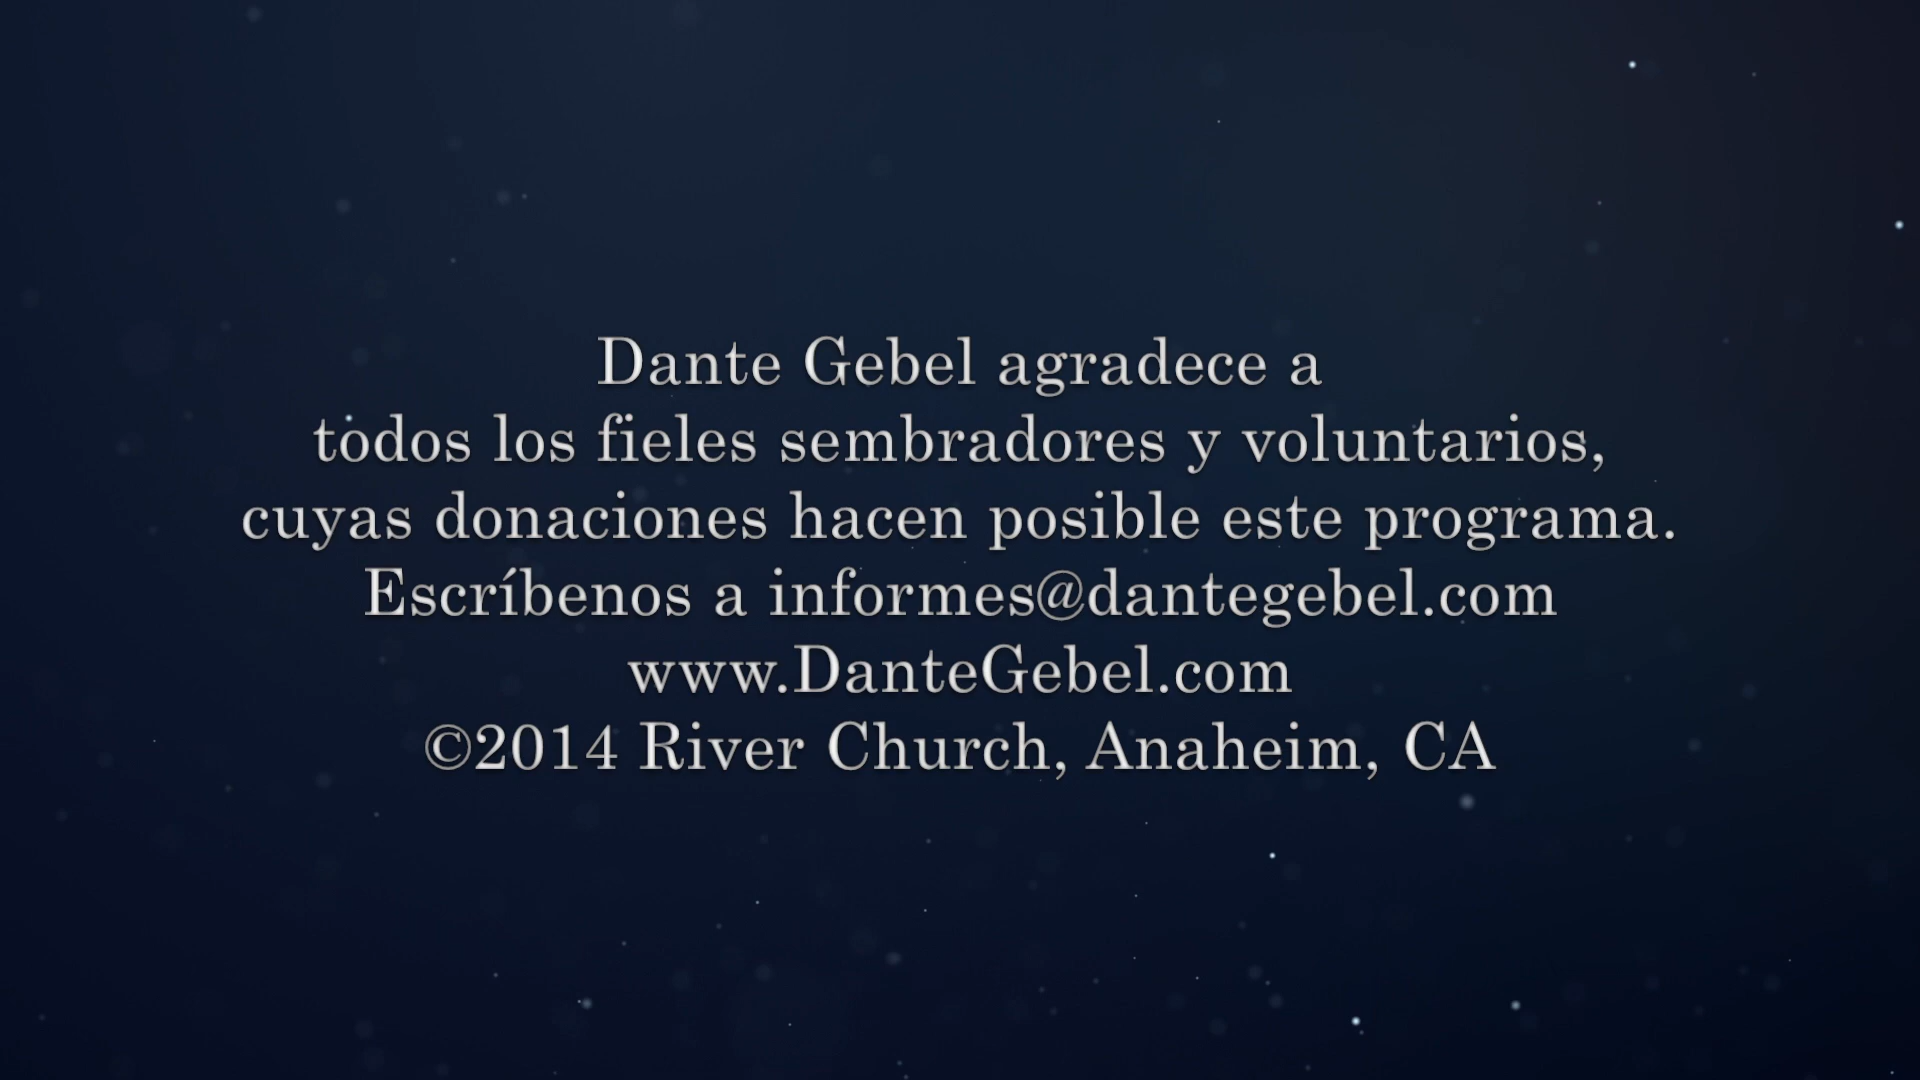 Dante Gebel agradece a
todos los fieles sembradores y voluntarios,
cuyas donaciones hacen posible este programa.
Escríbenos a informes@dantegebel.com
www.DanteGebel.com
©2014 River Church, Anaheim, CA